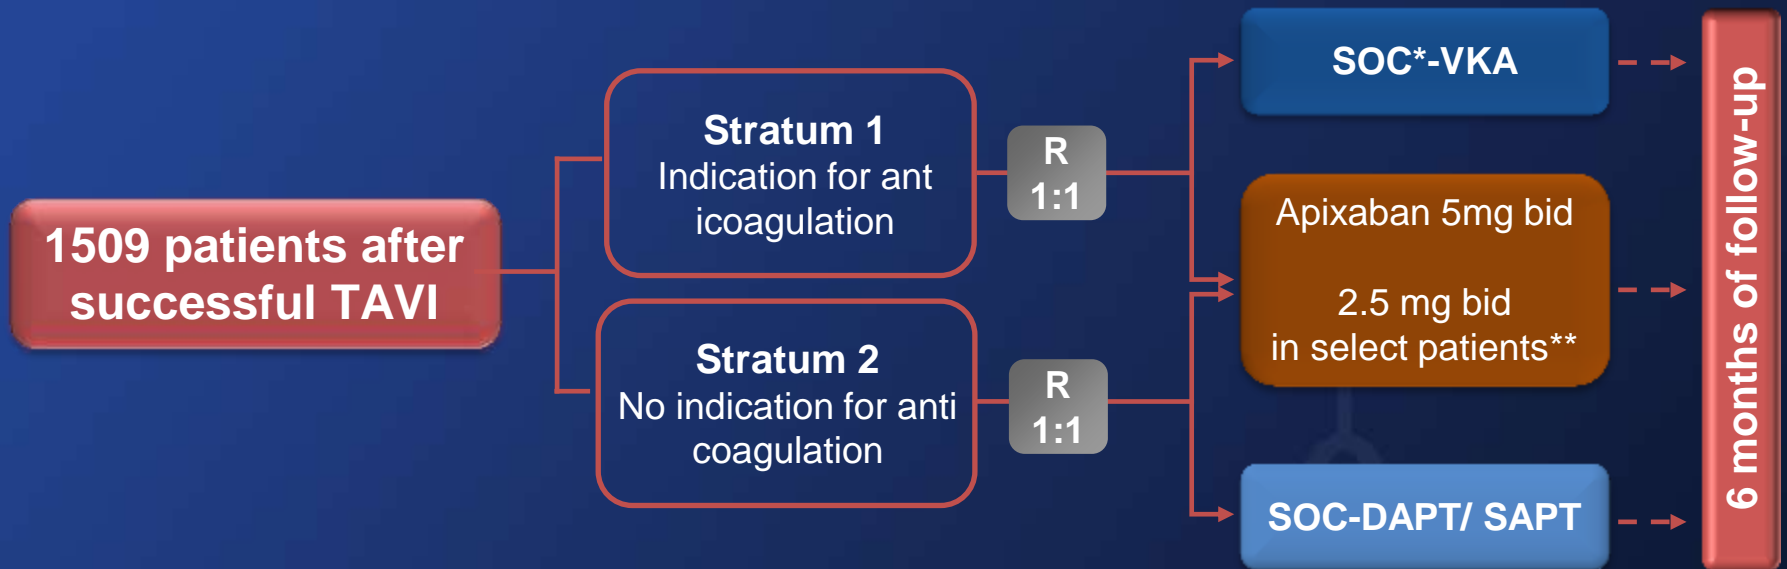 1509 patients after
successful TAVI
Stratum 1
Indication for ant
icoagulation
R
1:1
Stratum 2
No indication for anti
coagulation
R
1:1
SOC*-VKA
Apixaban 5mg bid
2.5 mg bid
in select patients**
SOC-DAPT/ SAPT
6 months of follow-up